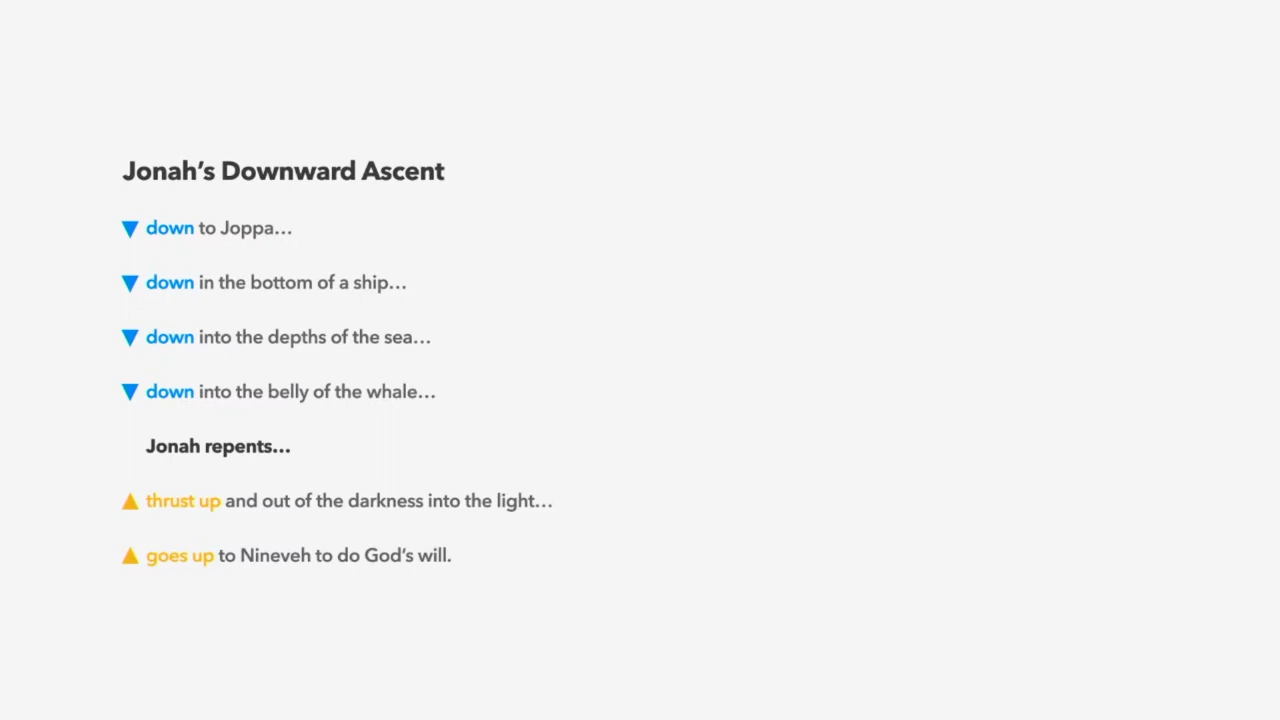 Jonah’s Downward Ascent
▼ down to Joppa…
▼ down in the bottom of a ship…
▼ down into the depths of the sea…
▼ down into the belly of the whale…
Jonah repents…
▲ thrust up and out of the darkness into the light…
▲ goes up to Nineveh to do God’s will.